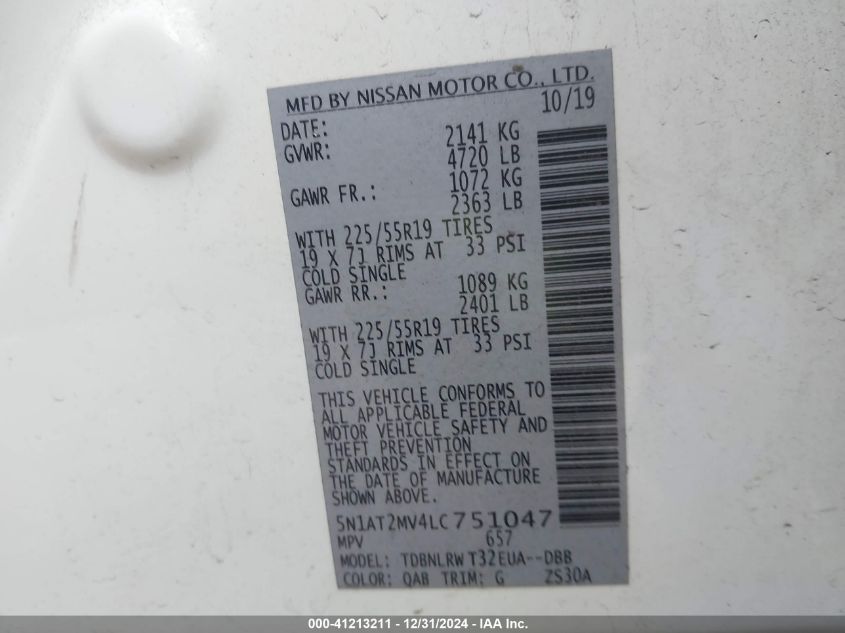 MFD BY NISSAN MOTOR CO., LTD.
DATE: 10/19
GVWR: 2141 KG
4720 LB
GAWR FR.: 1072 KG
2363 LB
WITH 225/55R19 TIRES
19 X 7J RIMS AT 33 PSI
COLD SINGLE
GAWR RR.: 1089 KG
2401 LB
WITH 225/55R19 TIRES
19 X 7J RIMS AT 33 PSI
COLD SINGLE
THIS VEHICLE CONFORMS TO
ALL APPLICABLE FEDERAL
MOTOR VEHICLE SAFETY AND
THEFT PREVENTION
STANDARDS IN EFFECT ON
THE DATE OF MANUFACTURE
SHOWN ABOVE.
5N1AT2MV4LC751047
MPV 657
MODEL: TDBNLRW T32EUA--DBB
COLOR: QAB TRIM: G ZS30A
000-41213211 - 12/31/2024 - IAA Inc.